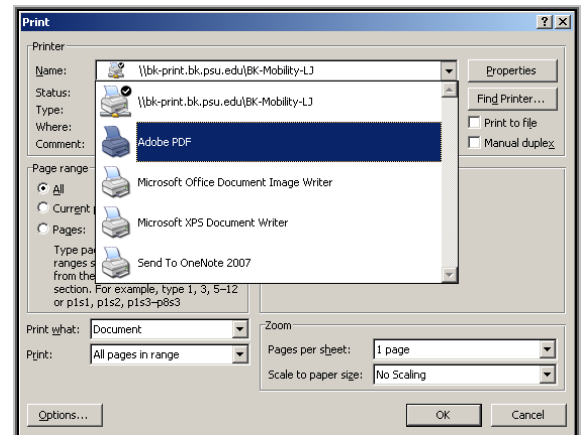 Print
Printer
Name: \\bk-print.bk.psu.edu\BK-Mobility-LJ Properties
Status: \\bk-print.bk.psu.edu\BK-Mobility-LJ Find Printer...
Type:
Where: Adobe PDF Print to file
Comment: Manual duplex
Page range Microsoft Office Document Image Writer
All
Current Microsoft XPS Document Writer
Pages:
Type
ranges Send To OneNote 2007
from the
section. For example, type 1, 3, 5–12
or p1s1, p1s2, p1s3–p8s3
Print what: Document
Print: All pages in range
Zoom
Pages per sheet: 1 page
Scale to paper size: No Scaling
Options... OK Cancel